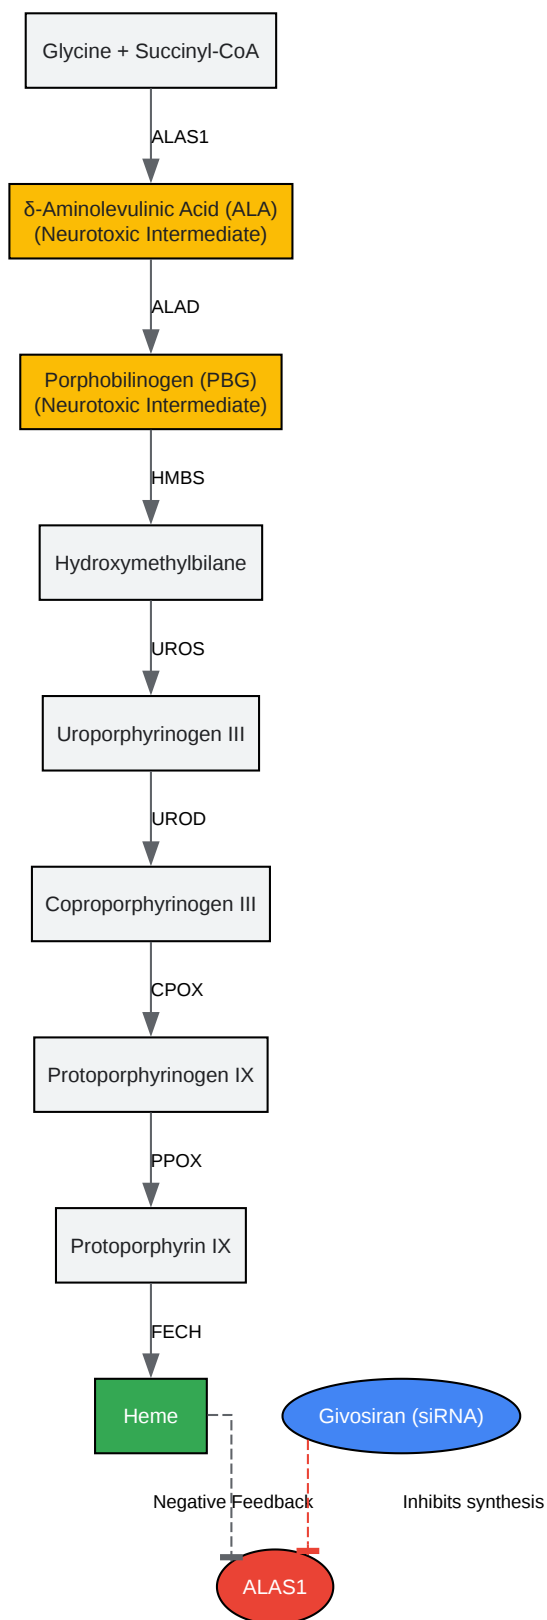 Glycine + Succinyl-CoA
ALAS1
δ-Aminolevulinic Acid (ALA)
(Neurotoxic Intermediate)
ALAD
Porphobilinogen (PBG)
(Neurotoxic Intermediate)
HMBS
Hydroxymethylbilane
UROS
Uroporphyrinogen III
UROD
Coproporphyrinogen III
CPOX
Protoporphyrinogen IX
PPOX
Protoporphyrin IX
FECH
Heme
Givosiran (siRNA)
Negative Feedback
Inhibits synthesis
ALAS1